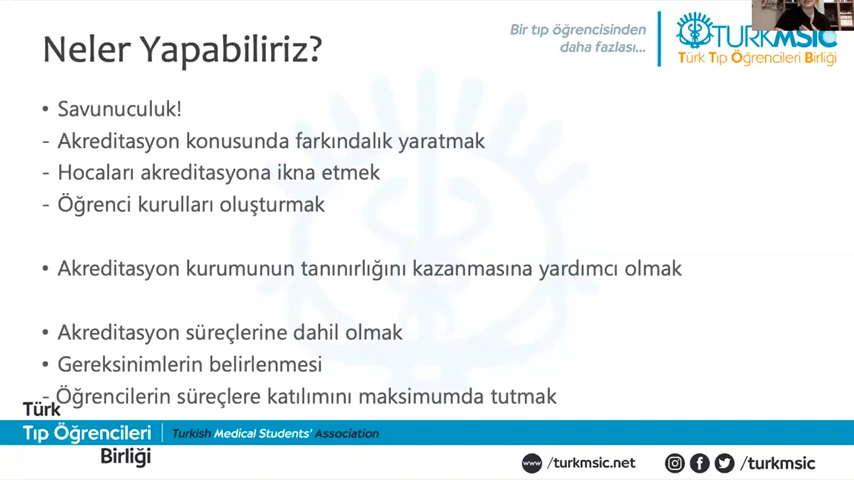 Neler Yapabiliriz?
Bir tıp öğrencisinden
daha fazlası...
TURKMSIC
Türk Tıp Öğrencileri Birliği
• Savunuculuk!
- Akreditasyon konusunda farkındalık yaratmak
- Hocaları akreditasyona ikna etmek
- Öğrenci kurulları oluşturmak
• Akreditasyon kurumunun tanınırlığını kazanmasına yardımcı olmak
• Akreditasyon süreçlerine dahil olmak
• Gereksinimlerin belirlenmesi
- Öğrencilerin süreçlere katılımını maksimumda tutmak
Türk
Tıp Öğrencileri
Birliği
Turkish Medical Students' Association
www /turkmsic.net
/turkmsic